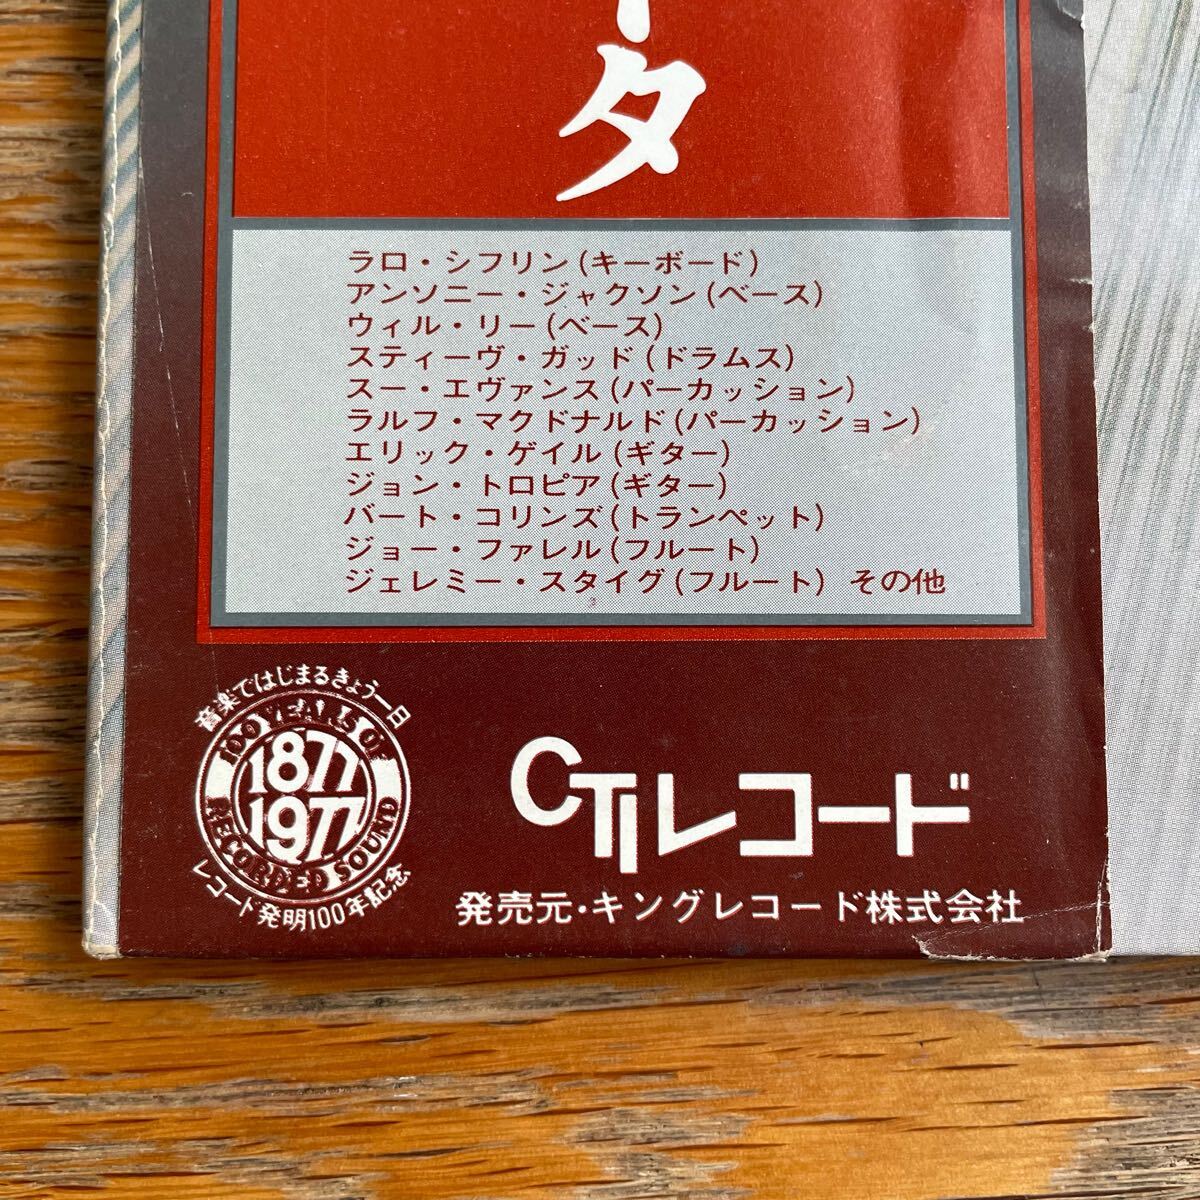 ータ
ラロ・シフリン(キーボード)
アンソニー・ジャクソン(ベース)
ウィル・リー(ベース)
スティーヴ・ガッド(ドラムス)
スー・エヴァンス(パーカッション)
ラルフ・マクドナルド(パーカッション)
エリック・ゲイル(ギター)
ジョン・トロピア(ギター)
バート・コリンズ(トランペット)
ジョー・ファレル(フルート)
ジェレミー・スタイグ(フルート) その他
音楽ではじまるきょう一日
100 YEARS OF
1877
1977
RECORDED SOUND
レコード発明100年記念
CTIレコード
発売元・キングレコード株式会社